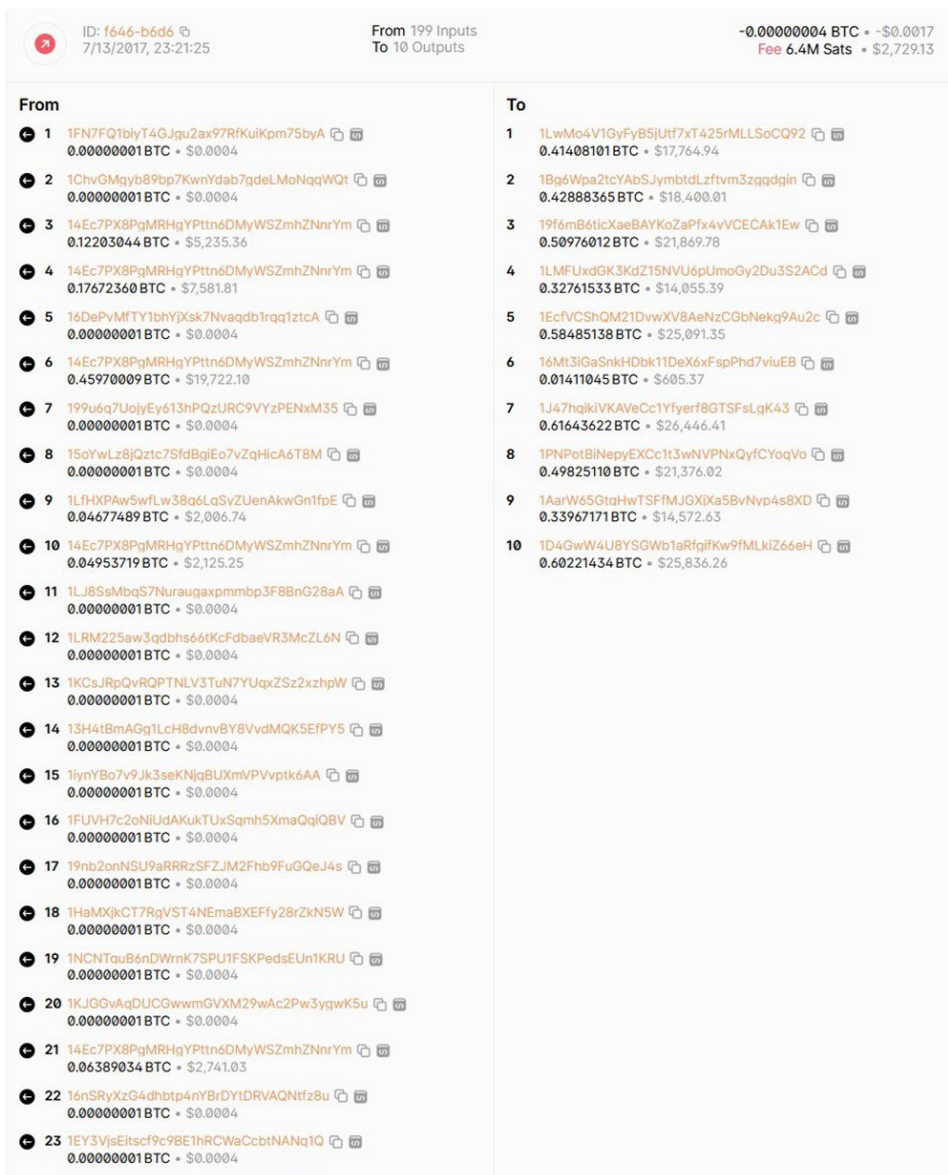 ID: f646-b6d6
7/13/2017, 23:21:25
From 199 Inputs
To 10 Outputs
-0.00000004 BTC • -$0.0017
Fee 6.4M Sats • $2,729.13
From
1 1FN7FQ1biyT4GJgu2ax97RfKuiKpm75byA
0.00000001 BTC • $0.0004
2 1ChvGMgyb89bp7KwnYdab7gdeLMoNqqWQt
0.00000001 BTC • $0.0004
3 14Ec7PX8PgMRHgYPttn6DMyWSZmhZNnrYm
0.12203044 BTC • $5,235.36
4 14Ec7PX8PgMRHgYPttn6DMyWSZmhZNnrYm
0.17672360 BTC • $7,581.81
5 16DePvMfTY1bhYjXsk7Nvaqdb1rqq1ztcA
0.00000001 BTC • $0.0004
6 14Ec7PX8PgMRHgYPttn6DMyWSZmhZNnrYm
0.45970009 BTC • $19,722.10
7 199u6q7UojyEy613hPQzURC9VYzPENxM35
0.00000001 BTC • $0.0004
8 15oYwLz8jQztc7SfdBgiEo7vZqHicA6T8M
0.00000001 BTC • $0.0004
9 1LfHXPAw5wfLw38q6LqSyZUenAkwGn1fpE
0.04677489 BTC • $2,006.74
10 14Ec7PX8PgMRHgYPttn6DMyWSZmhZNnrYm
0.04953719 BTC • $2,125.25
11 1LJ8SsMbqS7Nuraugaxpmmbp3F8BnG28aA
0.00000001 BTC • $0.0004
12 1LRM225aw3qdbhs66tKcFdbaeVR3McZL6N
0.00000001 BTC • $0.0004
13 1KCsJRpQvRQPTNLV3TuN7YUqxZSz2xzhpW
0.00000001 BTC • $0.0004
14 13H4tBmAGg1LcH8dvnvBY8VvdMQK5EfPY5
0.00000001 BTC • $0.0004
15 1iynYBo7v9Jk3seKNjqBUXmVPVvptk6AA
0.00000001 BTC • $0.0004
16 1FUVH7c2oNiUdAKukTUxSqmh5XmaQqiQBV
0.00000001 BTC • $0.0004
17 19nb2onNSU9aRRRzSFZJM2Fhb9FuGQeJ4s
0.00000001 BTC • $0.0004
18 1HaMXjkCT7RgVST4NEmaBXEFfy28rZkN5W
0.00000001 BTC • $0.0004
19 1NCNTquB6nDWrnK7SPU1FSKPedsEUn1KRU
0.00000001 BTC • $0.0004
20 1KJGGvAqDUCGwwmGVXM29wAc2Pw3ygwK5u
0.00000001 BTC • $0.0004
21 14Ec7PX8PgMRHgYPttn6DMyWSZmhZNnrYm
0.06389034 BTC • $2,741.03
22 16nSRyXzG4dhbtp4nYBrDYtDRVAQNtfz8u
0.00000001 BTC • $0.0004
23 1EY3VjsEitscf9c9BE1hRCWaCcbtNANq1Q
0.00000001 BTC • $0.0004
To
1 1LwMo4V1GyFyB5jUtf7xT425rMLLSoCQ92
0.41408101 BTC • $17,764.94
2 1Bg6Wpa2tcYAbSJymbtdLzftvm3zggdgin
0.42888365 BTC • $18,400.01
3 19f6mB6ticXaeBAYKoZaPfx4vVCECAk1Ew
0.50976012 BTC • $21,869.78
4 1LMFUxdGK3KdZ15NVU6pUmoGy2Du3S2ACd
0.32761533 BTC • $14,055.39
5 1EcfVCShQM21DvwXV8AeNzCGbNekg9Au2c
0.58485138 BTC • $25,091.35
6 16Mt3iGaSnkHDbk11DeX6xFspPhd7viuEB
0.01411045 BTC • $605.37
7 1J47hqikiVKAVeCc1Yfyerf8GTSFsLgK43
0.61643622 BTC • $26,446.41
8 1PNPotBiNepyEXCc1t3wNVPNxQyfCYoqVo
0.49825110 BTC • $21,376.02
9 1AarW65GtqHwTSFfMJGXjXa5BvNyp4s8XD
0.33967171 BTC • $14,572.63
10 1D4GwW4U8YSGWb1aRfgifKw9fMLkiZ66eH
0.60221434 BTC • $25,836.26